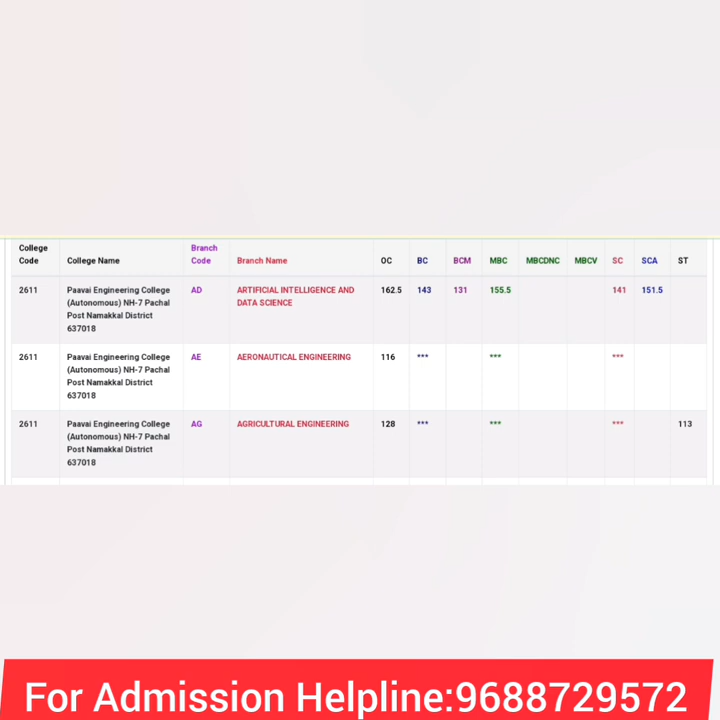 College Code College Name Branch Code Branch Name OC BC BCM MBC MBCDNC MBCV SC SCA ST
2611 Paavai Engineering College (Autonomous) NH-7 Pachal Post Namakkal District 637018 AD ARTIFICIAL INTELLIGENCE AND DATA SCIENCE 162.5 143 131 155.5 141 151.5
2611 Paavai Engineering College (Autonomous) NH-7 Pachal Post Namakkal District 637018 AE AERONAUTICAL ENGINEERING 116 *** *** ***
2611 Paavai Engineering College (Autonomous) NH-7 Pachal Post Namakkal District 637018 AG AGRICULTURAL ENGINEERING 128 *** *** *** 113
For Admission Helpline:9688729572